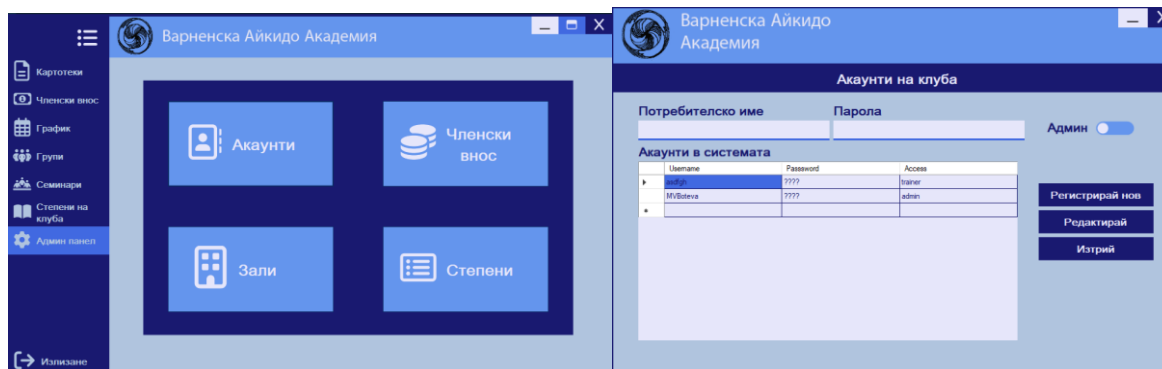 Варненска Айкидо Академия
Картотеки
Членски внос
График
Групи
Семинари
Степени на
клуба
Админ панел
Излизане
Акаунти
Членски
внос
Зали
Степени
Варненска Айкидо
Академия
Акаунти на клуба
Потребителско име
Парола
Админ
Акаунти в системата
Username
Password
Access
asdfgh
????
trainer
MVBoteva
????
admin
Регистрирай нов
Редактирай
Изтрий